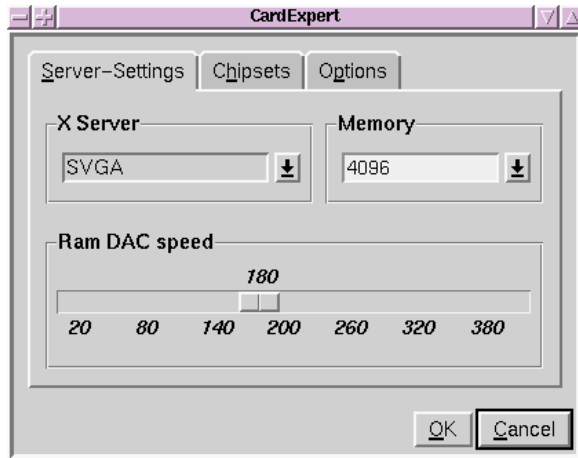 CardExpert
Server-Settings Chipsets Options
X Server Memory
SVGA 4096
Ram DAC speed
180
20 80 140 200 260 320 380
OK Cancel